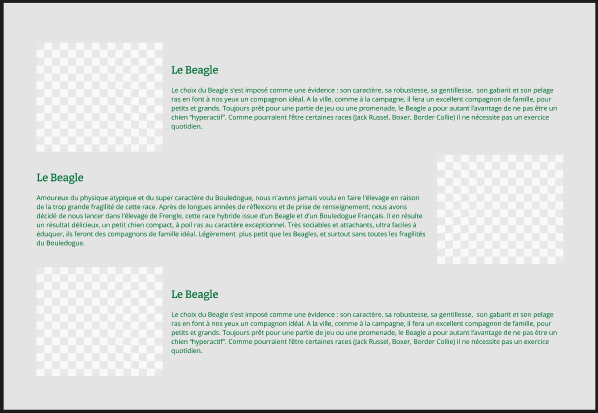 Le Beagle
Le choix du Beagle s'est imposé comme une évidence : son caractère, sa robustesse, sa gentillesse, son gabarit et son pelage
ras en font à nos yeux un compagnon idéal. A la ville, comme à la campagne, il fera un excellent compagnon de famille, pour
petits et grands. Toujours prêt pour une partie de jeu ou une promenade, le Beagle a pour autant l'avantage de ne pas être un
chien "hyperactif". Comme pourraient l'être certaines races (Jack Russel, Boxer, Border Collie) il ne nécessite pas un exercice
quotidien.
Le Beagle
Amoureux du physique atypique et du super caractère du Bouledogue, nous n'avons jamais voulu en faire l'élevage en raison
de la trop grande fragilité de cette race. Après de longues années de réflexions et de prise de renseignement, nous avons
décidé de nous lancer dans l'élevage de Frengle, cette race hybride issue d'un Beagle et d'un Bouledogue Français. Il en résulte
un résultat délicieux, un petit chien compact, à poil ras au caractère exceptionnel. Très sociables et attachants, ultra faciles à
éduquer, ils feront des compagnons de famille idéal. Légèrement plus petit que les Beagles, et surtout sans toutes les fragilités
du Bouledogue.
Le Beagle
Le choix du Beagle s'est imposé comme une évidence : son caractère, sa robustesse, sa gentillesse, son gabarit et son pelage
ras en font à nos yeux un compagnon idéal. A la ville, comme à la campagne, il fera un excellent compagnon de famille, pour
petits et grands. Toujours prêt pour une partie de jeu ou une promenade, le Beagle a pour autant l'avantage de ne pas être un
chien "hyperactif". Comme pourraient l'être certaines races (Jack Russel, Boxer, Border Collie) il ne nécessite pas un exercice
quotidien.